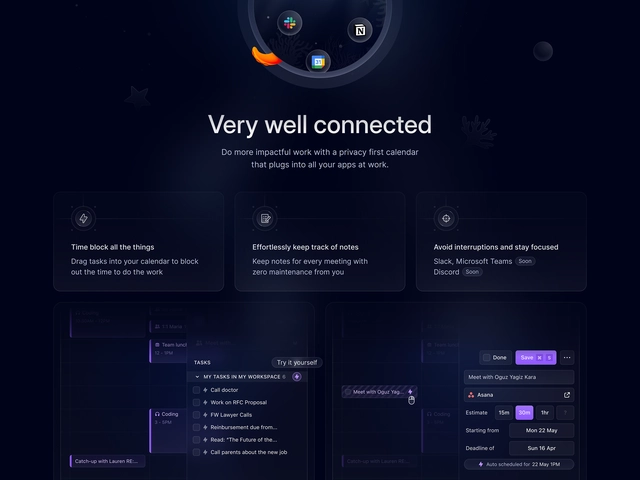 31
Very well connected
Do more impactful work with a privacy first calendar
that plugs into all your apps at work.
Time block all the things
Drag tasks into your calendar to block
out the time to do the work
Effortlessly keep track of notes
Keep notes for every meeting with
zero maintenance from you
Avoid interruptions and stay focused
Slack, Microsoft Teams Soon
Discord Soon
Team lunch
12 - 1PM
Coding
3 - 6PM
Catch-up with Lauren RE:...
TASKS
Try it yourself
MY TASKS IN MY WORKSPACE 6
Call doctor
Work on RFC Proposal
FW Lawyer Calls
Reinbursement due from...
Read: "The Future of the...
Call parents about the new job
Meet with Oguz Yag...
Done
Save ⌘ S
Meet with Oguz Yagiz Kara
Asana
Estimate 15m 30m 1hr
Starting from Mon 22 May
Deadline of Sun 16 Apr
Auto scheduled for 22 May 1PM